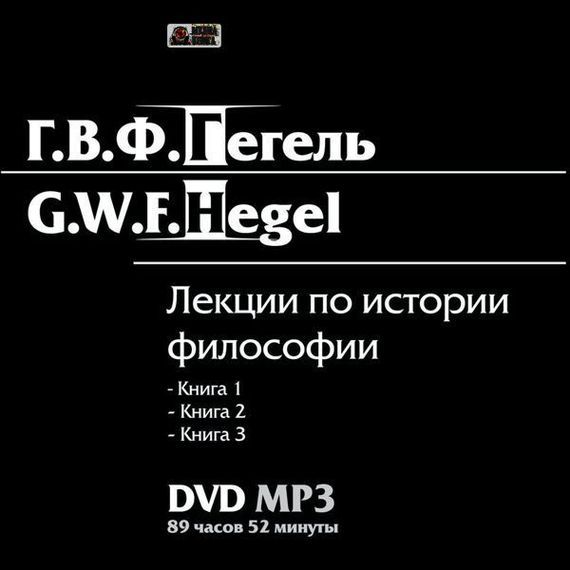 Г.В.Ф.Гегель
G.W.F.Hegel
Лекции по истории
философии
- Книга 1
- Книга 2
- Книга 3
DVD MP3
89 часов 52 минуты